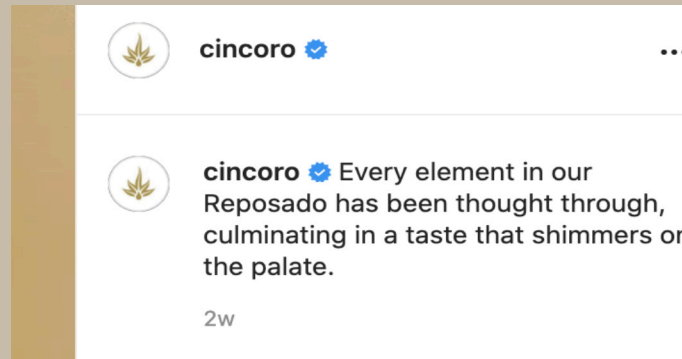 cincoro
cincoro Every element in our
Reposado has been thought through,
culminating in a taste that shimmers
the palate.
2w